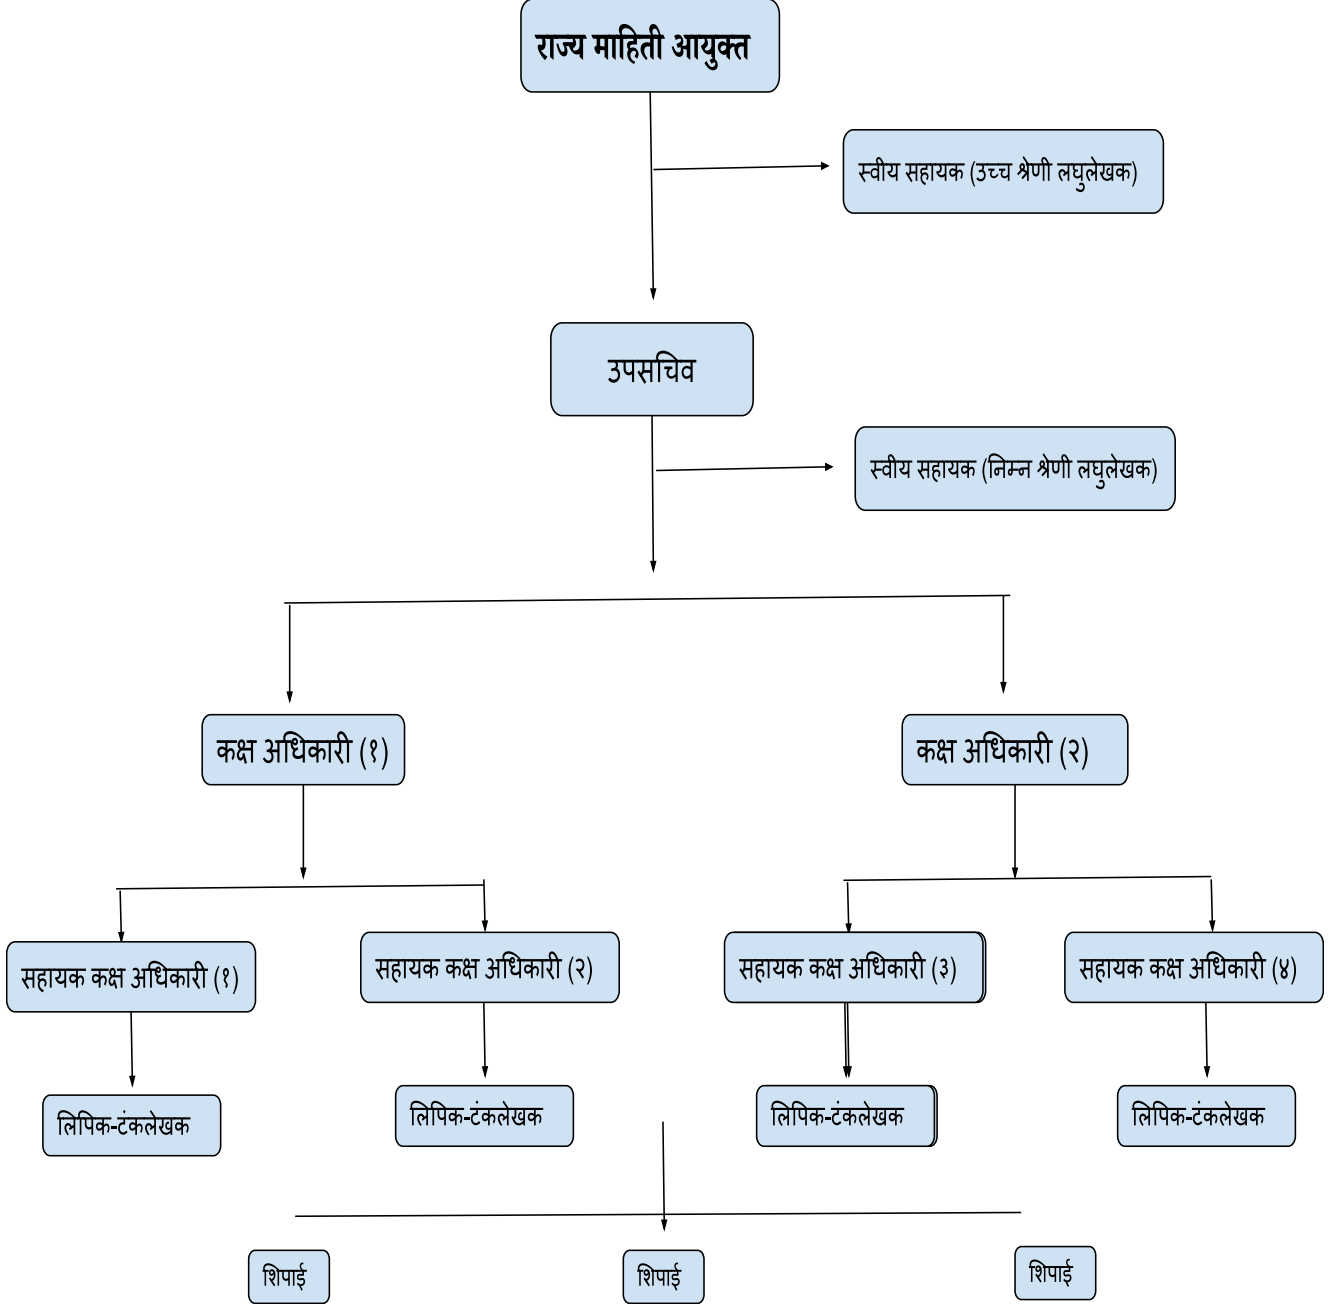 राज्य माहिती आयुक्त
स्वीय सहायक (उच्च श्रेणी लघुलेखक)
उपसचिव
स्वीय सहायक (निम्न श्रेणी लघुलेखक)
कक्ष अधिकारी (१)
कक्ष अधिकारी (२)
सहायक कक्ष अधिकारी (१)
सहायक कक्ष अधिकारी (२)
सहायक कक्ष अधिकारी (३)
सहायक कक्ष अधिकारी (४)
लिपिक-टंकलेखक
लिपिक-टंकलेखक
लिपिक-टंकलेखक
लिपिक-टंकलेखक
शिपाई
शिपाई
शिपाई